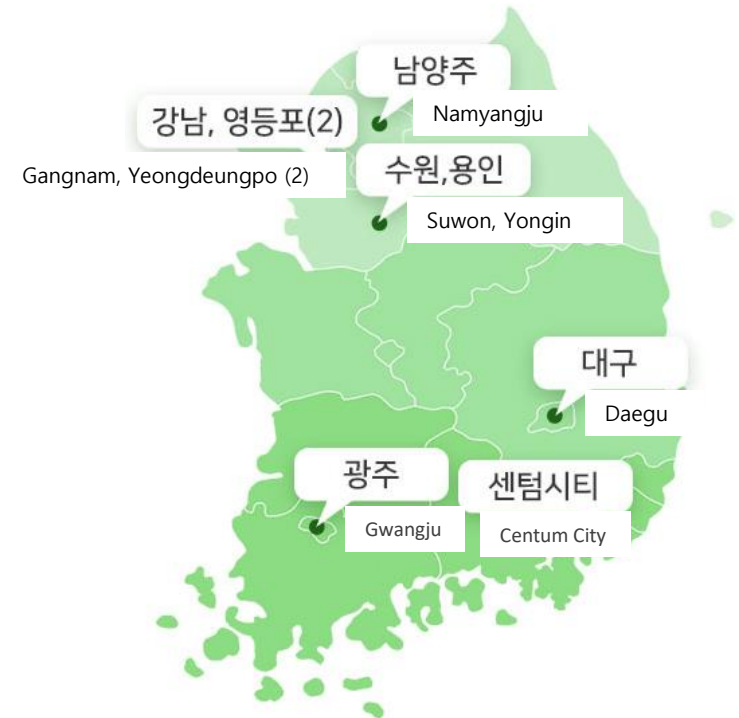 남양주
Namyangju
강남, 영등포(2)
Gangnam, Yeongdeungpo (2)
수원,용인
Suwon, Yongin
대구
Daegu
광주
Gwangju
센텀시티
Centum City